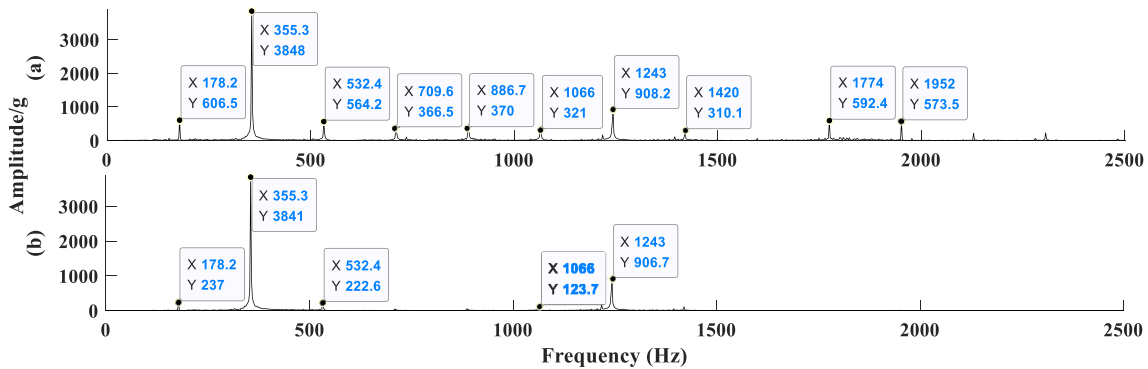 Amplitude/g
(a)
3000
2000
1000
0
X 178.2
Y 606.5
X 355.3
Y 3848
X 532.4
Y 564.2
X 709.6
Y 366.5
X 886.7
Y 370
X 1066
Y 321
X 1243
Y 908.2
X 1420
Y 310.1
X 1774
Y 592.4
X 1952
Y 573.5
0 500 1000 1500 2000 2500
(b)
3000
2000
1000
0
X 178.2
Y 237
X 355.3
Y 3841
X 532.4
Y 222.6
X 1066
Y 123.7
X 1243
Y 906.7
0 500 1000 1500 2000 2500
Frequency (Hz)